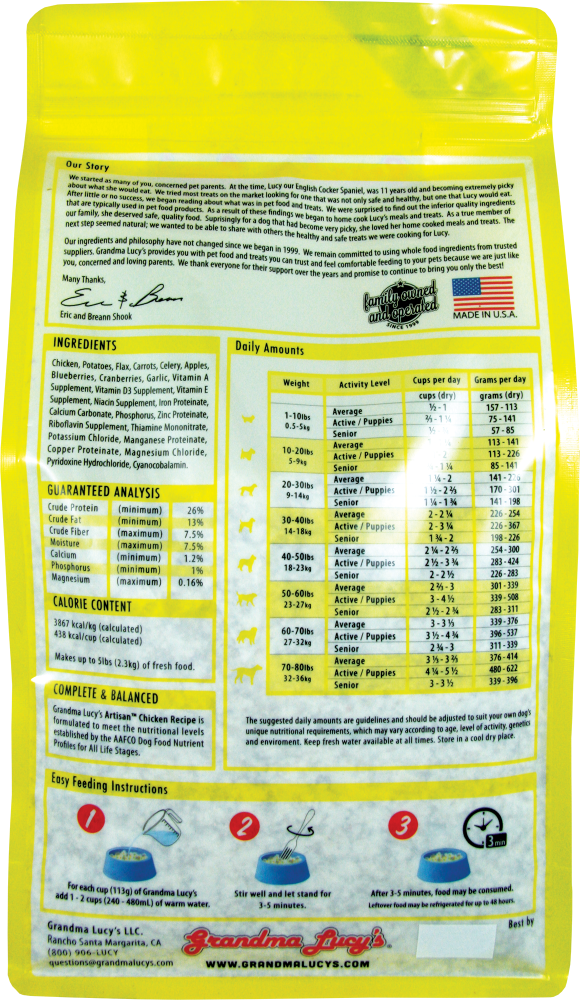 Our Story
We started as many of you, concerned pet parents. At the time, Lucy our English Cocker Spaniel, was 11 years old and becoming extremely picky
about what she would eat. We tried most treats on the market looking for one that was not only safe and healthy, but one that Lucy would eat.
After little or no success, we began reading about what was in pet food and treats. We were surprised to find out the inferior quality ingredients
that are typically used in pet food products. As a result of these findings we began to home cook Lucy's meals and treats. As a true member of
our family, she deserved safe, quality food. Suprisingly for a dog that had become very picky, she loved her home cooked meals and treats. The
next step seemed natural; we wanted to be able to share with others the healthy and safe treats we were cooking for Lucy.
Our ingredients and philosophy have not changed since we began in 1999. We remain committed to using whole food ingredients from trusted
suppliers. Grandma Lucy's provides you with pet food and treats you can trust and feel comfortable feeding to your pets because we are just like
you, concerned and loving parents. We thank everyone for their support over the years and promise to continue to bring you only the best!
Many Thanks,
Eric & Breann
Eric and Breann Shook
family owned
and operated
SINCE 1999
MADE IN U.S.A.
INGREDIENTS
Chicken, Potatoes, Flax, Carrots, Celery, Apples,
Blueberries, Cranberries, Garlic, Vitamin A
Supplement, Vitamin D3 Supplement, Vitamin E
Supplement, Niacin Supplement, Iron Proteinate,
Calcium Carbonate, Phosphorus, Zinc Proteinate,
Riboflavin Supplement, Thiamine Mononitrate,
Potassium Chloride, Manganese Proteinate,
Copper Proteinate, Magnesium Chloride,
Pyridoxine Hydrochloride, Cyanocobalamin.
GUARANTEED ANALYSIS
Crude Protein (minimum) 26%
Crude Fat (minimum) 13%
Crude Fiber (maximum) 7.5%
Moisture (maximum) 7.5%
Calcium (minimum) 1.2%
Phosphorus (minimum) 1%
Magnesium (maximum) 0.16%
CALORIE CONTENT
3867 kcal/kg (calculated)
438 kcal/cup (calculated)
Makes up to 5lbs (2.3kg) of fresh food.
COMPLETE & BALANCED
Grandma Lucy's Artisan™ Chicken Recipe is
formulated to meet the nutritional levels
established by the AAFCO Dog Food Nutrient
Profiles for All Life Stages.
Daily Amounts
Weight Activity Level Cups per day Grams per day
cups (dry) grams (dry)
1-10lbs
0.5-5kg
Average ½ - 1 157 - 113
Active / Puppies 75 - 141
Senior 57 - 85
10-20lbs
5-9kg
Average 113 - 141
Active / Puppies 113 - 226
Senior 85 - 141
20-30lbs
9-14kg
Average 1 ¼ - 2
Active / Puppies 1 ½ - 2 ⅔ 170 - 301
Senior 1 ¼ - 1 ¾ 141 - 198
30-40lbs
14-18kg
Average 2 - 2 ¼ 226 - 254
Active / Puppies 2 - 3 ¼ 226 - 367
Senior 1 ¾ - 2 198 - 226
40-50lbs
18-23kg
Average 2 ¼ - 2 ⅔ 254 - 300
Active / Puppies 2 ½ - 3 ¾ 283 - 424
Senior 2 - 2 ½ 226 - 283
50-60lbs
23-27kg
Average 2 ⅔ - 3 301 - 339
Active / Puppies 3 - 4 ½ 339 - 508
Senior 2 ½ - 2 ¾ 283 - 311
60-70lbs
27-32kg
Average 3 - 3 ⅓ 339 - 376
Active / Puppies 3 ½ - 4 ¾ 396 - 537
Senior 2 ¾ - 3 311 - 339
70-80lbs
32-36kg
Average 3 ⅓ - 3 ⅔ 376 - 414
Active / Puppies 4 ¼ - 5 ½ 480 - 622
Senior 3 - 3 ½ 339 - 396
The suggested daily amounts are guidelines and should be adjusted to suit your own dog's
unique nutritional requirements, which may vary according to age, level of activity, genetics
and enviroment. Keep fresh water available at all times. Store in a cool dry place.
Easy Feeding Instructions
1
2
3
3 min
For each cup (113g) of Grandma Lucy's
add 1 - 2 cups (240 - 480mL) of warm water.
Stir well and let stand for
3-5 minutes.
After 3-5 minutes, food may be consumed.
Leftover food may be refrigerated for up to 48 hours.
Grandma Lucy's LLC.
Rancho Santa Margarita, CA
(800) 906-LUCY
questions@grandmalucys.com
Grandma Lucy's®
WWW.GRANDMALUCYS.COM
Best by